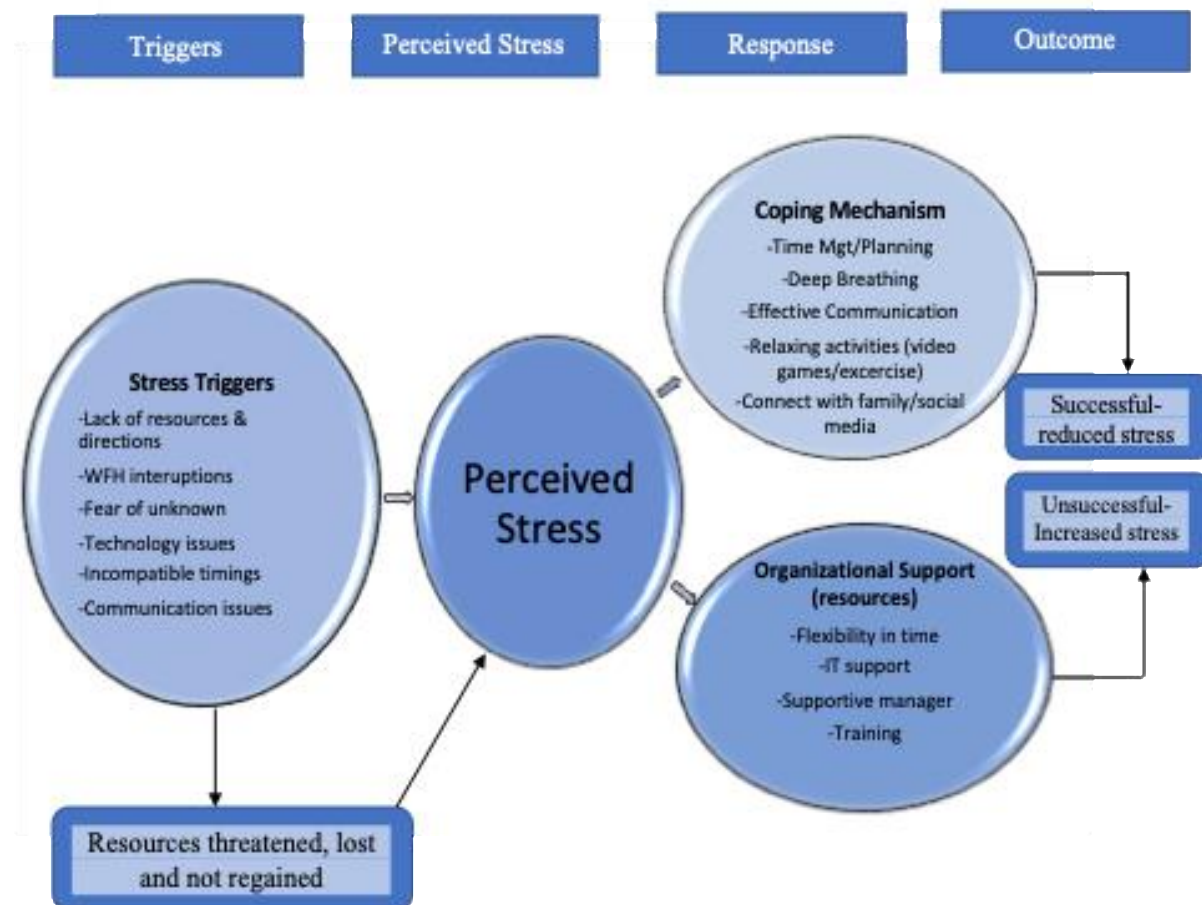 Triggers
Perceived Stress
Response
Outcome
Stress Triggers
-Lack of resources &
directions
-WFH interuptions
-Fear of unknown
-Technology issues
-Incompatible timings
-Communication issues
Resources threatened, lost
and not regained
Perceived
Stress
Coping Mechanism
-Time Mgt/Planning
-Deep Breathing
-Effective Communication
-Relaxing activities (video
games/excercise)
-Connect with family/social
media
Organizational Support
(resources)
-Flexibility in time
-IT support
-Supportive manager
-Training
Successful-
reduced stress
Unsuccessful-
Increased stress